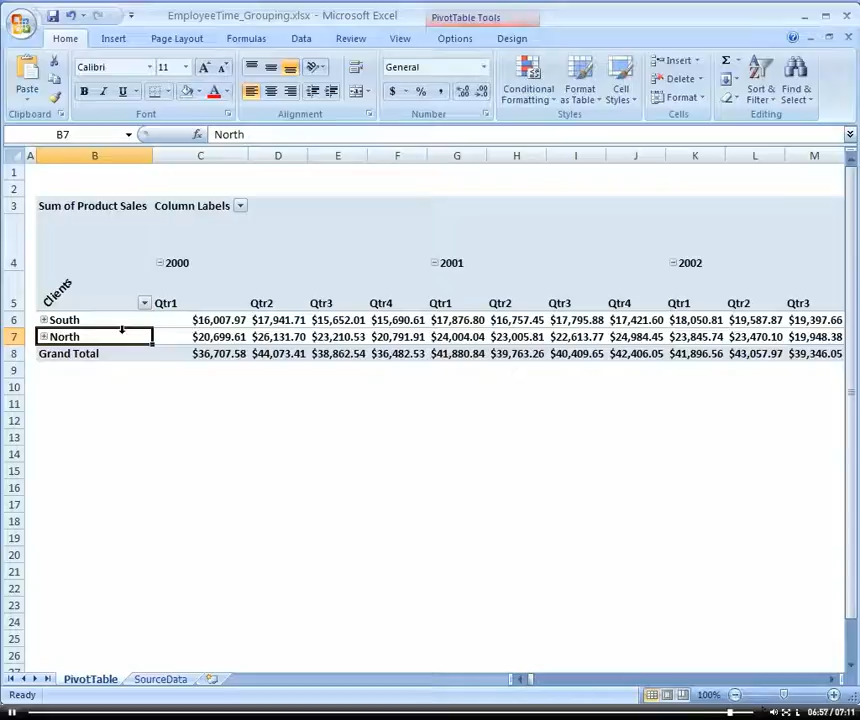 EmployeeTime_Grouping.xlsx - Microsoft Excel
PivotTable Tools
Home Insert Page Layout Formulas Data Review View Options Design
Paste
Calibri 11
B I U
General
$ % ,
Conditional Formatting
Format as Table
Cell Styles
Insert
Delete
Format
Σ
Sort & Filter
Find & Select
Clipboard Font Alignment Number Styles Cells Editing
B7 fx North
A B C D E F G H I J K L M
1
2
3 Sum of Product Sales Column Labels
4 2000 2001 2002
5 Clients Qtr1 Qtr2 Qtr3 Qtr4 Qtr1 Qtr2 Qtr3 Qtr4 Qtr1 Qtr2 Qtr3
6 South $16,007.97 $17,941.71 $15,652.01 $15,690.61 $17,876.80 $16,757.45 $17,795.88 $17,421.60 $18,050.81 $19,587.87 $19,397.66
7 North $20,699.61 $26,131.70 $23,210.53 $20,791.91 $24,004.04 $23,005.81 $22,613.77 $24,984.45 $23,845.74 $23,470.10 $19,948.38
8 Grand Total $36,707.58 $44,073.41 $38,862.54 $36,482.53 $41,880.84 $39,763.26 $40,409.65 $42,406.05 $41,896.56 $43,057.97 $39,346.05
9
10
11
12
13
14
15
16
17
18
19
20
21
22
23
24
25
26
PivotTable SourceData
Ready 100%
06:57 / 07:11